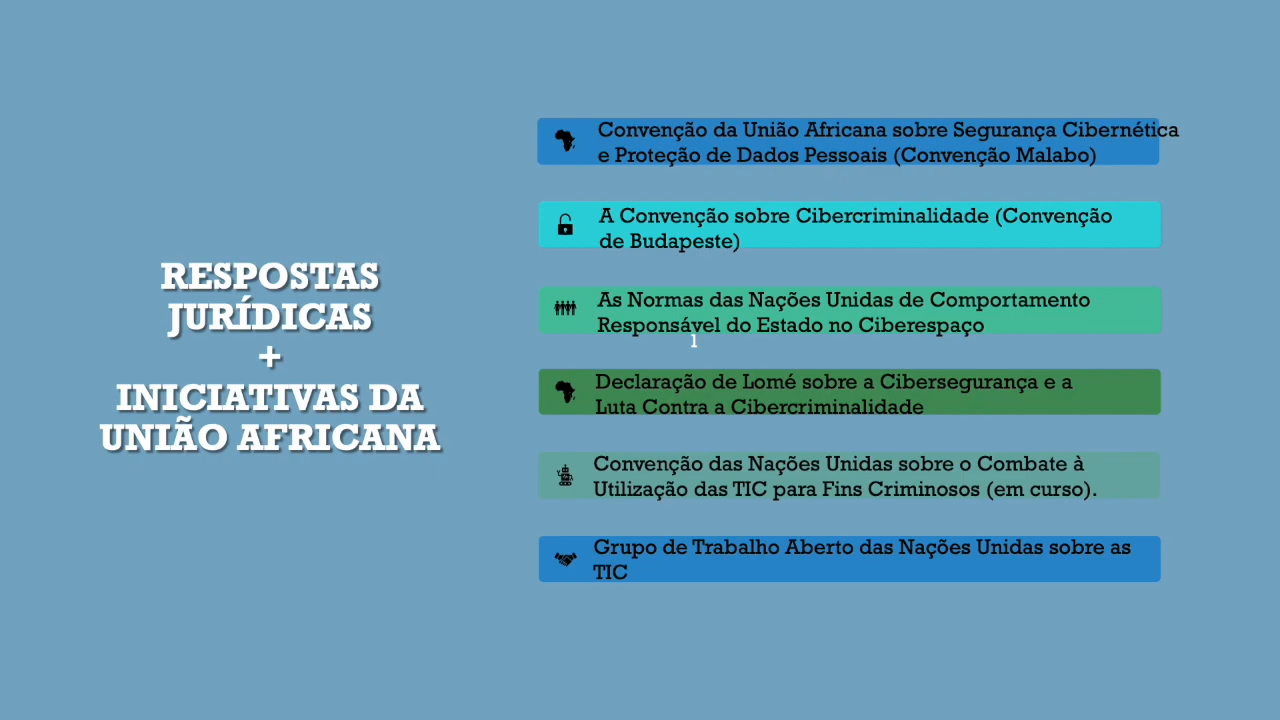 RESPOSTAS
JURÍDICAS
+
INICIATIVAS DA
UNIÃO AFRICANA
Convenção da União Africana sobre Segurança Cibernética
e Proteção de Dados Pessoais (Convenção Malabo)
A Convenção sobre Cibercriminalidade (Convenção
de Budapeste)
As Normas das Nações Unidas de Comportamento
Responsável do Estado no Ciberespaço
1
Declaração de Lomé sobre a Cibersegurança e a
Luta Contra a Cibercriminalidade
Convenção das Nações Unidas sobre o Combate à
Utilização das TIC para Fins Criminosos (em curso).
Grupo de Trabalho Aberto das Nações Unidas sobre as
TIC